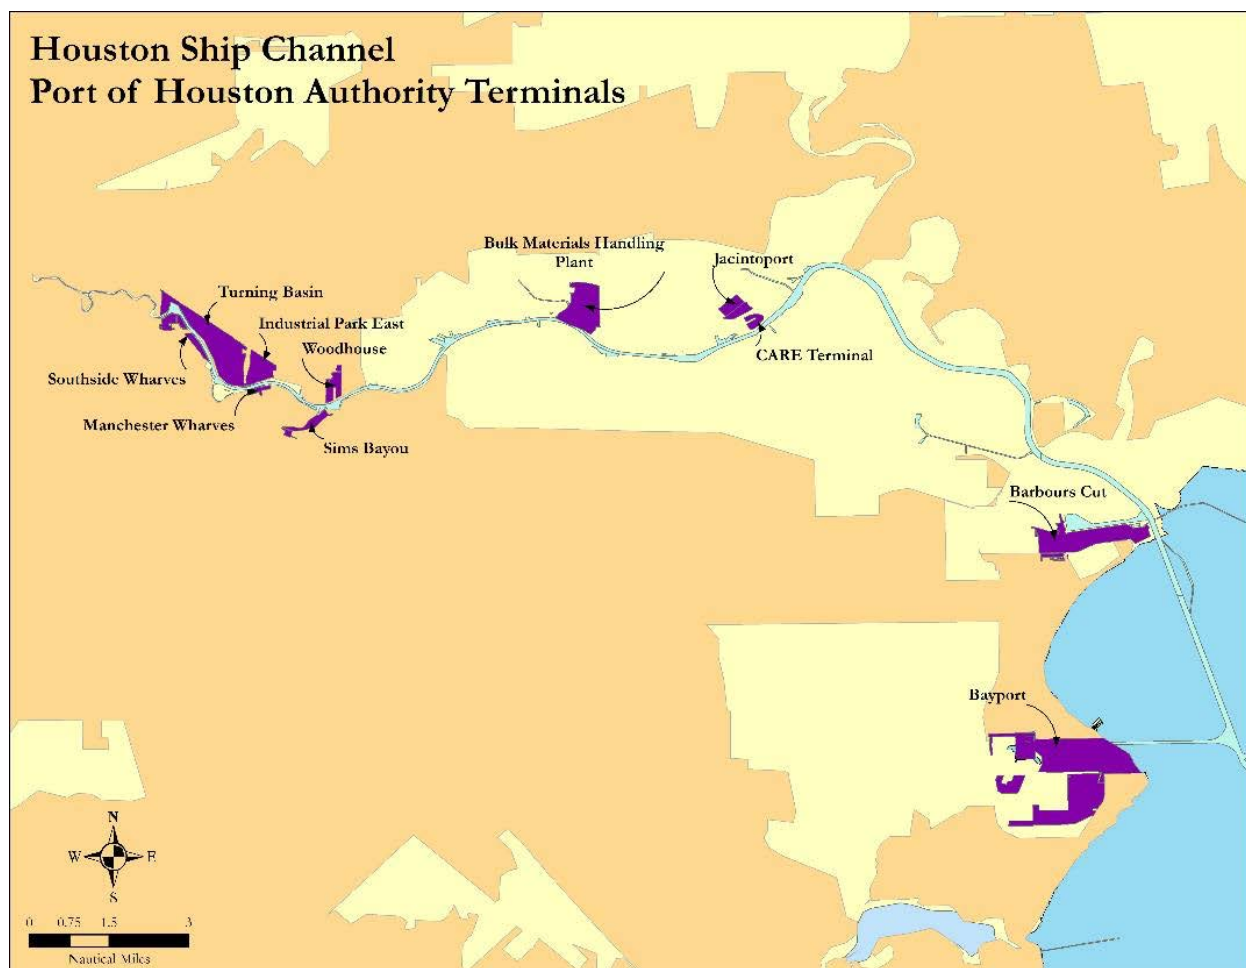 Houston Ship Channel
Port of Houston Authority Terminals
Bulk Materials Handling
Plant
Jacintoport
Turning Basin
Industrial Park East
Woodhouse
CARE Terminal
Southside Wharves
Manchester Wharves
Sims Bayou
Barbours Cut
Bayport
N
W E
S
0 0.75 1.5 3
Nautical Miles